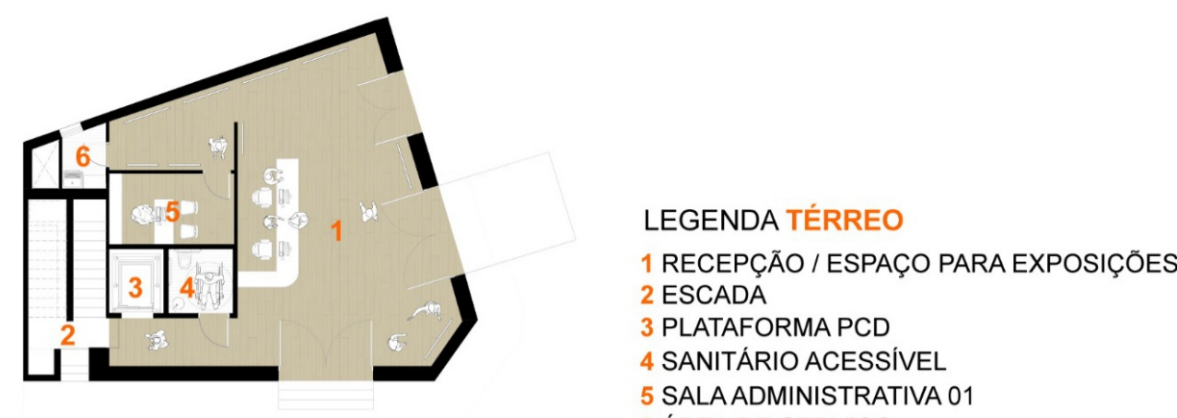 6
5
1
3
4
2
LEGENDA TÉRREO
1 RECEPÇÃO / ESPAÇO PARA EXPOSIÇÕES
2 ESCADA
3 PLATAFORMA PCD
4 SANITÁRIO ACESSÍVEL
5 SALA ADMINISTRATIVA 01